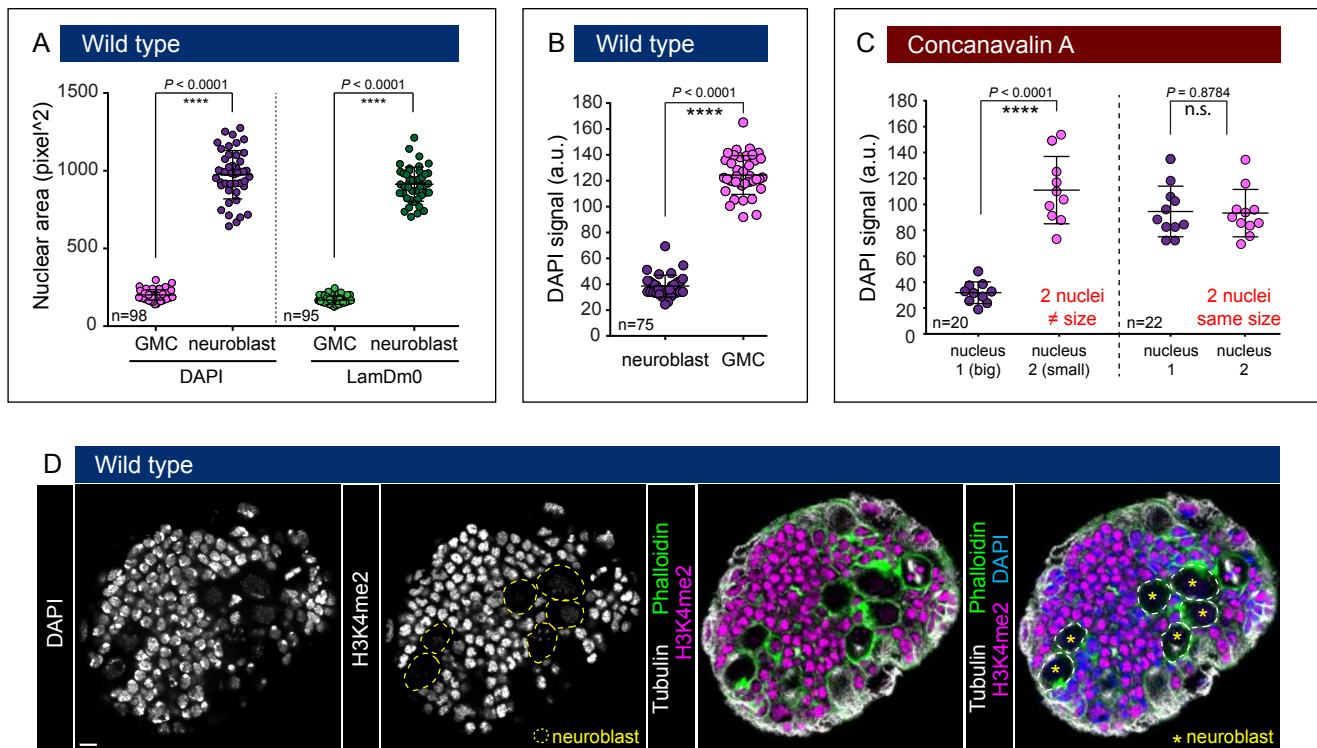 A Wild type
P < 0.0001
****
P < 0.0001
****
Nuclear area (pixel^2)
1500
1000
500
0
n=98
n=95
GMC neuroblast
GMC neuroblast
DAPI
LamDm0
B Wild type
P < 0.0001
****
DAPI signal (a.u.)
180
160
140
120
100
80
60
40
20
0
n=75
neuroblast
GMC
C Concanavalin A
P < 0.0001
****
P = 0.8784
n.s.
DAPI signal (a.u.)
180
160
140
120
100
80
60
40
20
0
n=20
2 nuclei
≠ size
n=22
2 nuclei
same size
nucleus
1 (big)
nucleus
2 (small)
nucleus
1
nucleus
2
D Wild type
DAPI
H3K4me2
neuroblast
Tubulin Phalloidin
H3K4me2
Tubulin Phalloidin
H3K4me2 DAPI
* * * * * *
* neuroblast